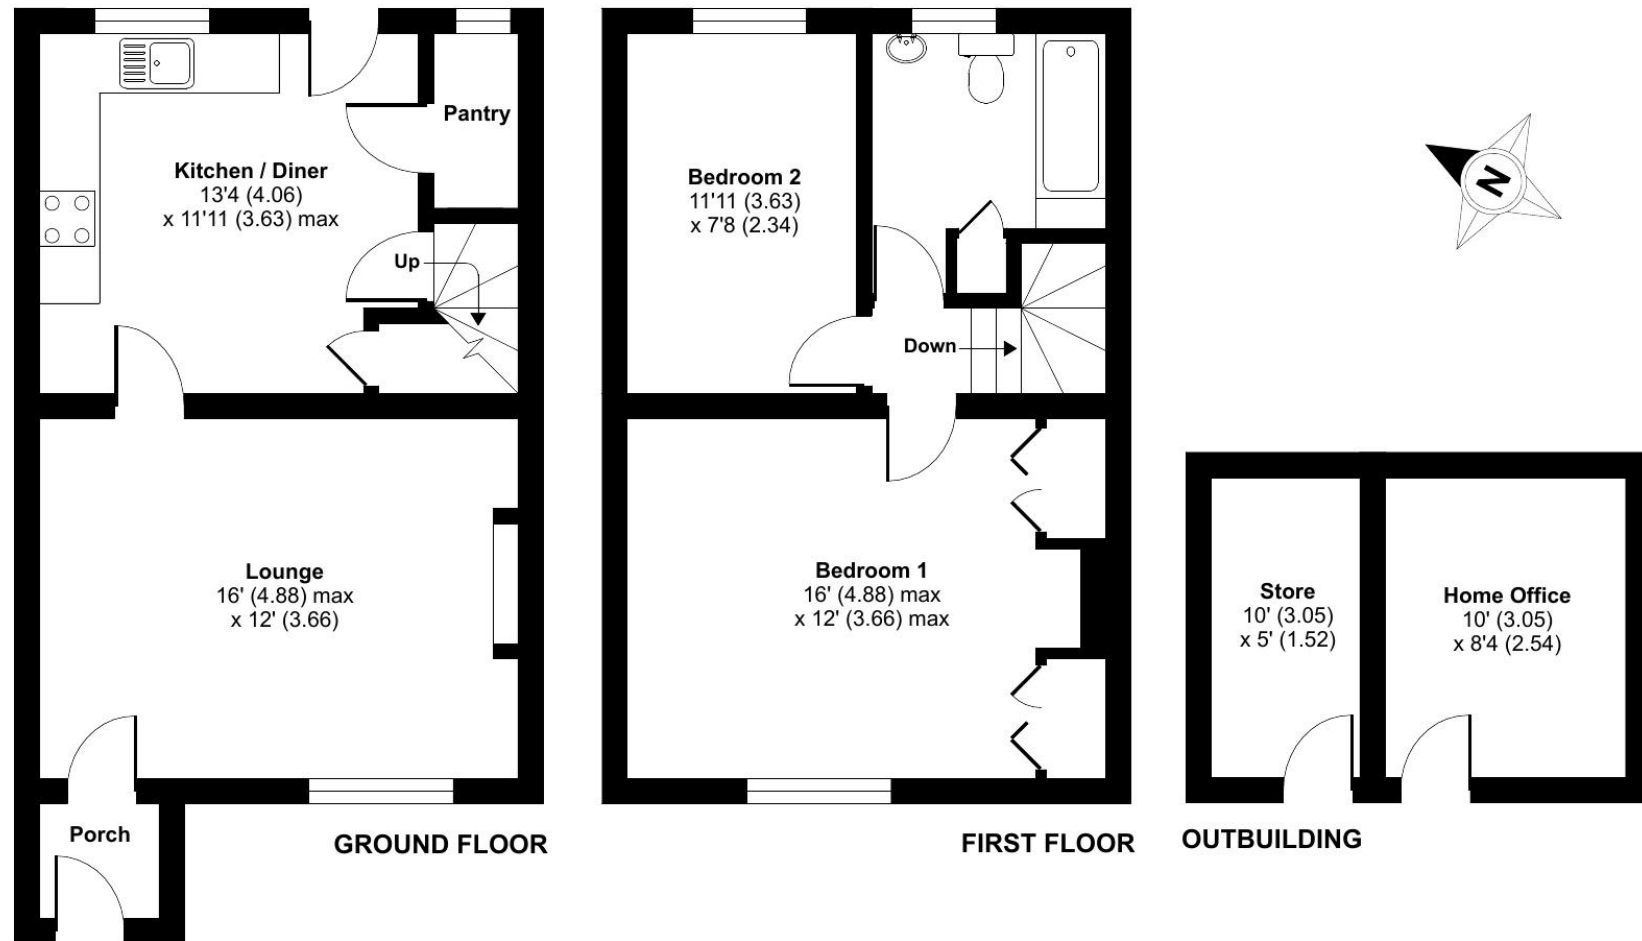 Kitchen / Diner
13'4 (4.06)
x 11'11 (3.63) max
Pantry
Up
Lounge
16' (4.88) max
x 12' (3.66)
Porch
GROUND FLOOR
Bedroom 2
11'11 (3.63)
x 7'8 (2.34)
Down
Bedroom 1
16' (4.88) max
x 12' (3.66) max
FIRST FLOOR
N
Store
10' (3.05)
x 5' (1.52)
Home Office
10' (3.05)
x 8'4 (2.54)
OUTBUILDING